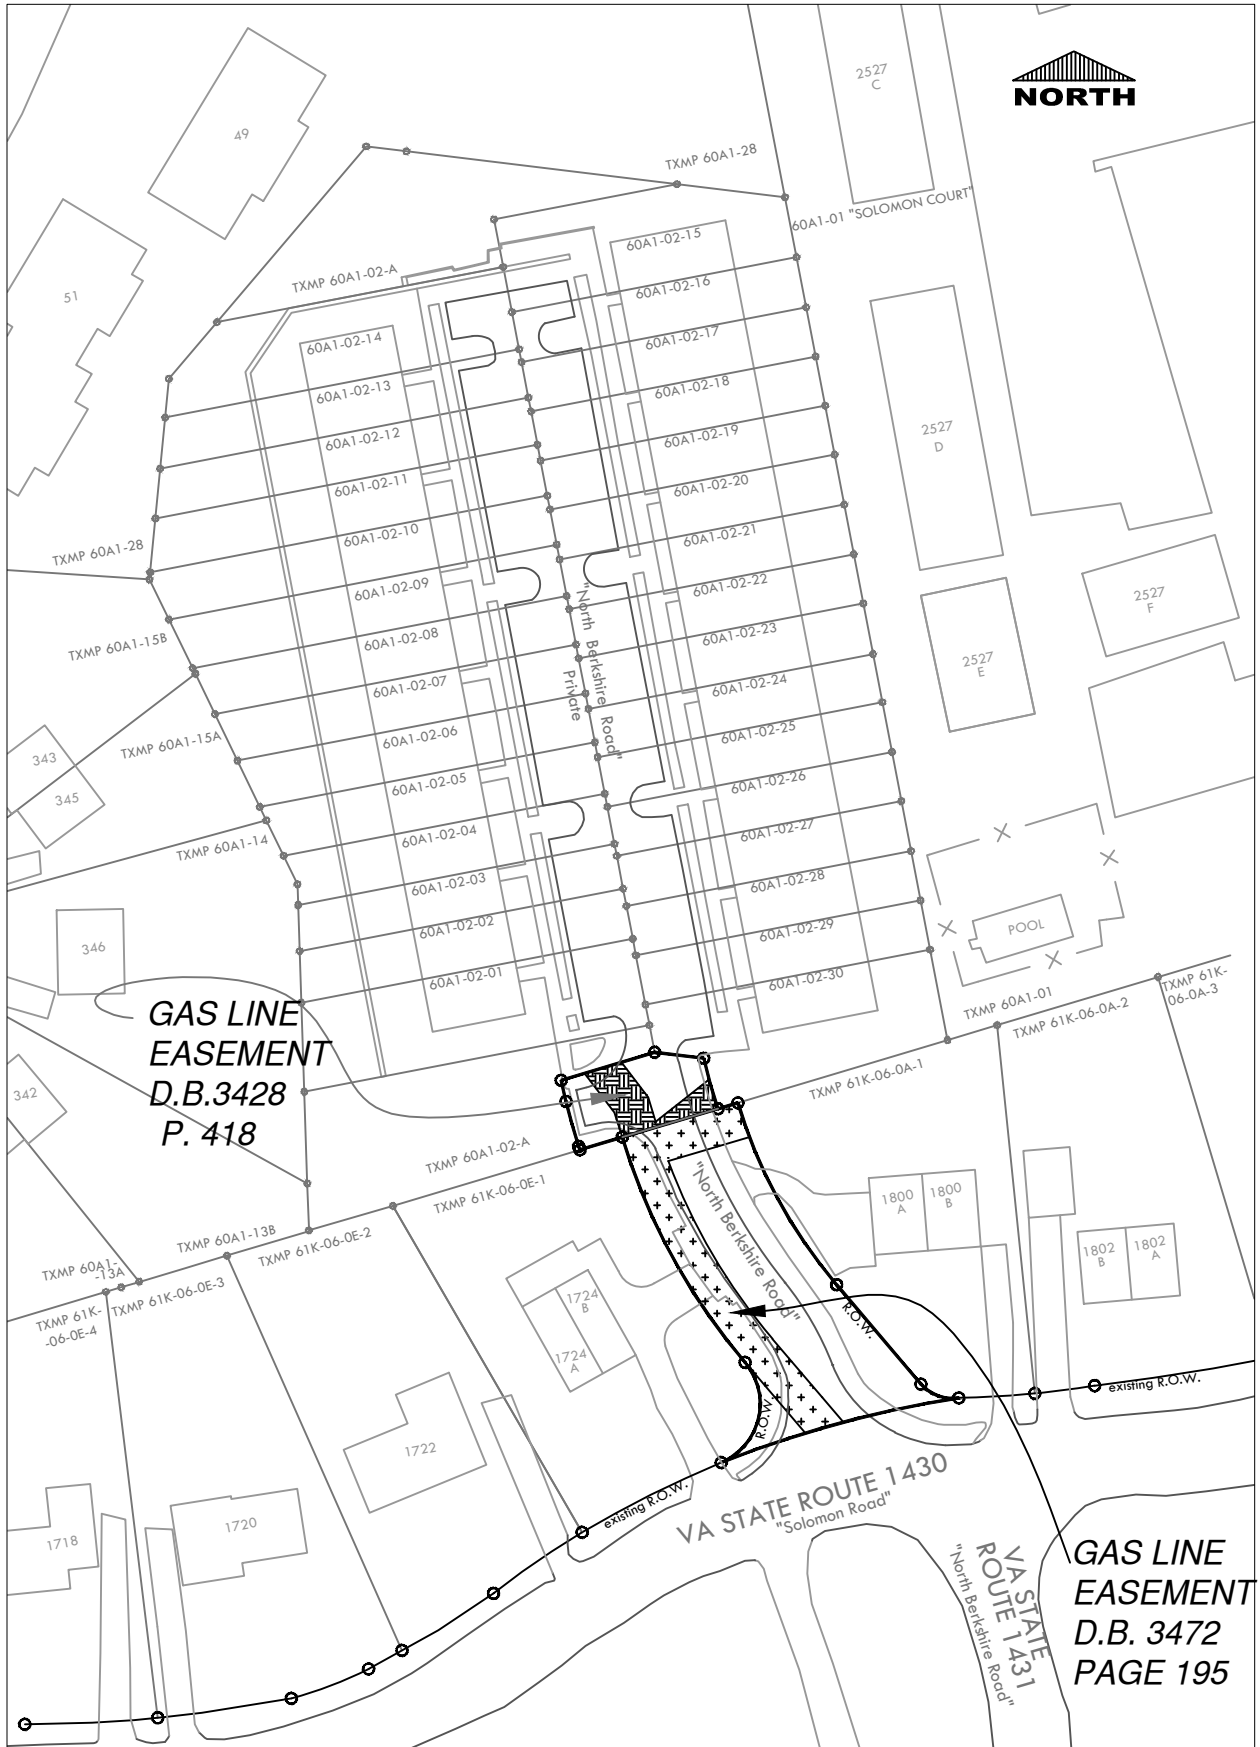 NORTH
2527
C
49
TXMP 60A1-28
60A1-01 "SOLOMON COURT"
60A1-02-15
TXMP 60A1-02-A
51
60A1-02-16
60A1-02-14
60A1-02-17
60A1-02-13
60A1-02-18
60A1-02-12
60A1-02-19
2527
D
60A1-02-11
60A1-02-20
60A1-02-10
60A1-02-21
TXMP 60A1-28
60A1-02-09
60A1-02-22
2527
F
60A1-02-08
60A1-02-23
TXMP 60A1-15B
"North Berkshire Road"
Private
2527
E
60A1-02-07
60A1-02-24
60A1-02-06
60A1-02-25
TXMP 60A1-15A
343
345
60A1-02-05
60A1-02-26
60A1-02-04
60A1-02-27
TXMP 60A1-14
60A1-02-03
60A1-02-28
60A1-02-02
60A1-02-29
POOL
346
60A1-02-01
60A1-02-30
TXMP 61K-
06-0A-3
TXMP 60A1-01
TXMP 61K-06-0A-2
GAS LINE
EASEMENT
D.B.3428
P. 418
342
TXMP 61K-06-0A-1
TXMP 60A1-02-A
TXMP 61K-06-0E-1
"North Berkshire Road"
1800
A
1800
B
TXMP 60A1-13B
TXMP 61K-06-0E-2
TXMP 60A1-
-13A
TXMP 61K-06-0E-3
TXMP 61K-
-06-0E-4
1802
B
1802
A
1724
B
1724
A
R.O.W.
existing R.O.W.
R.O.W.
1722
existing R.O.W.
VA STATE ROUTE 1430
"Solomon Road"
1718
1720
VA STATE
ROUTE 1431
"North Berkshire Road"
GAS LINE
EASEMENT
D.B. 3472
PAGE 195